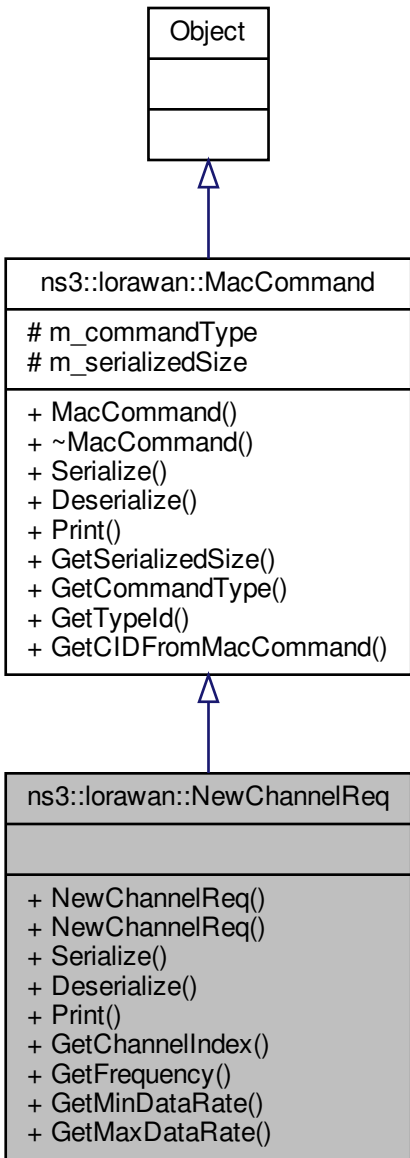 Object
ns3::lorawan::MacCommand
# m_commandType
# m_serializedSize
+ MacCommand()
+ ~MacCommand()
+ Serialize()
+ Deserialize()
+ Print()
+ GetSerializedSize()
+ GetCommandType()
+ GetTypeId()
+ GetCIDFromMacCommand()
ns3::lorawan::NewChannelReq
+ NewChannelReq()
+ NewChannelReq()
+ Serialize()
+ Deserialize()
+ Print()
+ GetChannelIndex()
+ GetFrequency()
+ GetMinDataRate()
+ GetMaxDataRate()